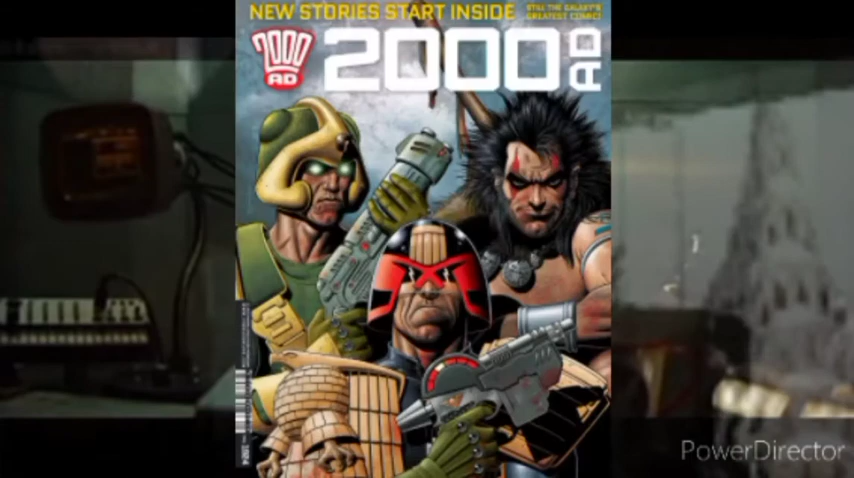 NEW STORIES START INSIDE
STILL THE GALAXY'S
GREATEST COMIC!
2000
AD
2000 AD
PowerDirector